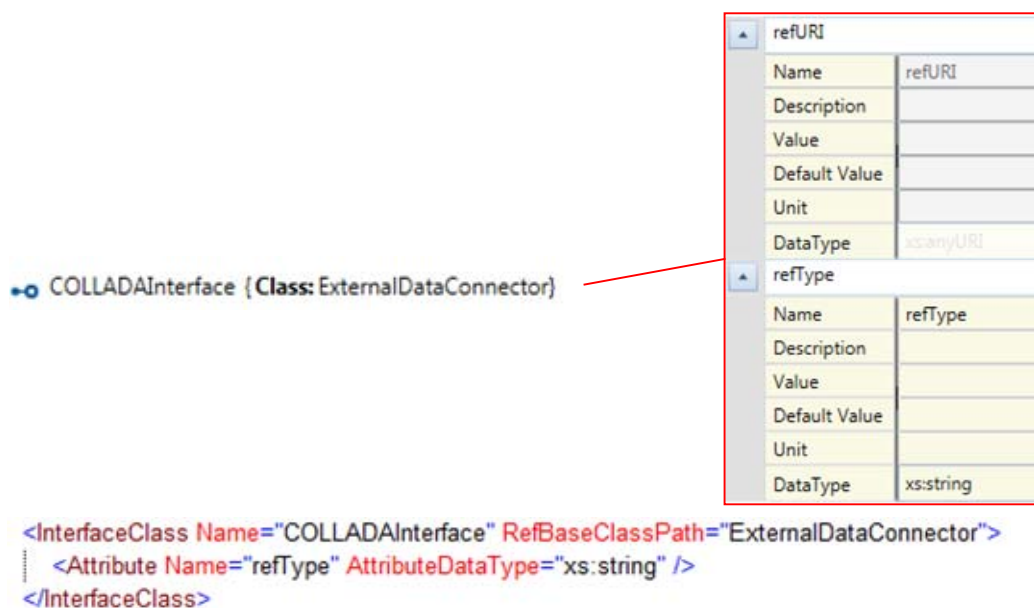 refURI
Name refURI
Description
Value
Default Value
Unit
DataType xs:anyURI
COLLADAInterface {Class: ExternalDataConnector}
refType
Name refType
Description
Value
Default Value
Unit
DataType xs:string
<InterfaceClass Name="COLLADAInterface" RefBaseClassPath="ExternalDataConnector">
<Attribute Name="refType" AttributeDataType="xs:string" />
</InterfaceClass>